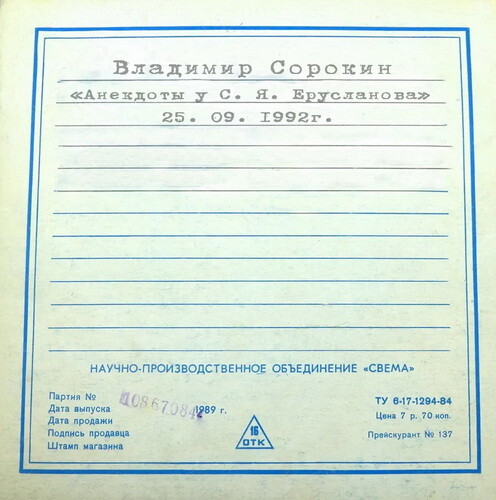 Владимир Сорокин
«Анекдоты у С. Я. Ерусланова»
25. 09. 1992г.
НАУЧНО-ПРОИЗВОДСТВЕННОЕ ОБЪЕДИНЕНИЕ «СВЕМА»
Партия №
Дата выпуска 1989 г.
Дата продажи
Подпись продавца
Штамп магазина
16
ОТК
ТУ 6-17-1294-84
Цена 7 р. 70 коп.
Прейскурант № 137